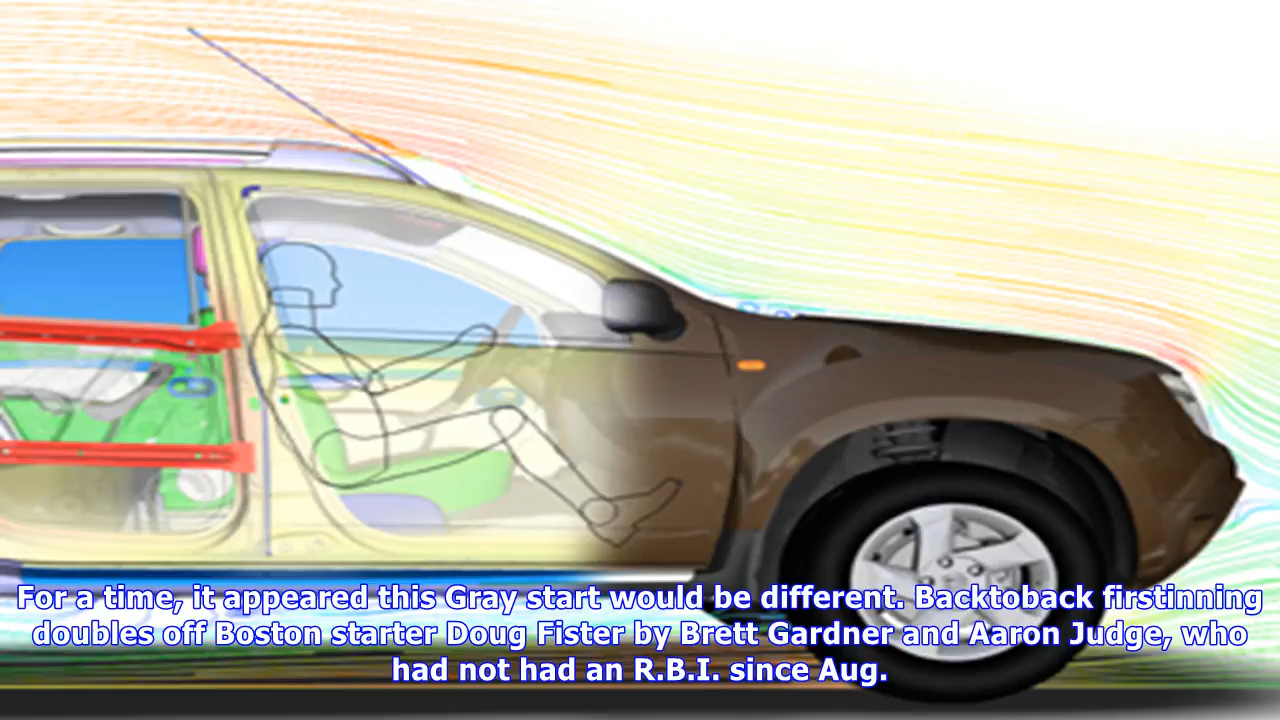 For a time, it appeared this Gray start would be different. Backtoback firstinning
doubles off Boston starter Doug Fister by Brett Gardner and Aaron Judge, who
had not had an R.B.I. since Aug.